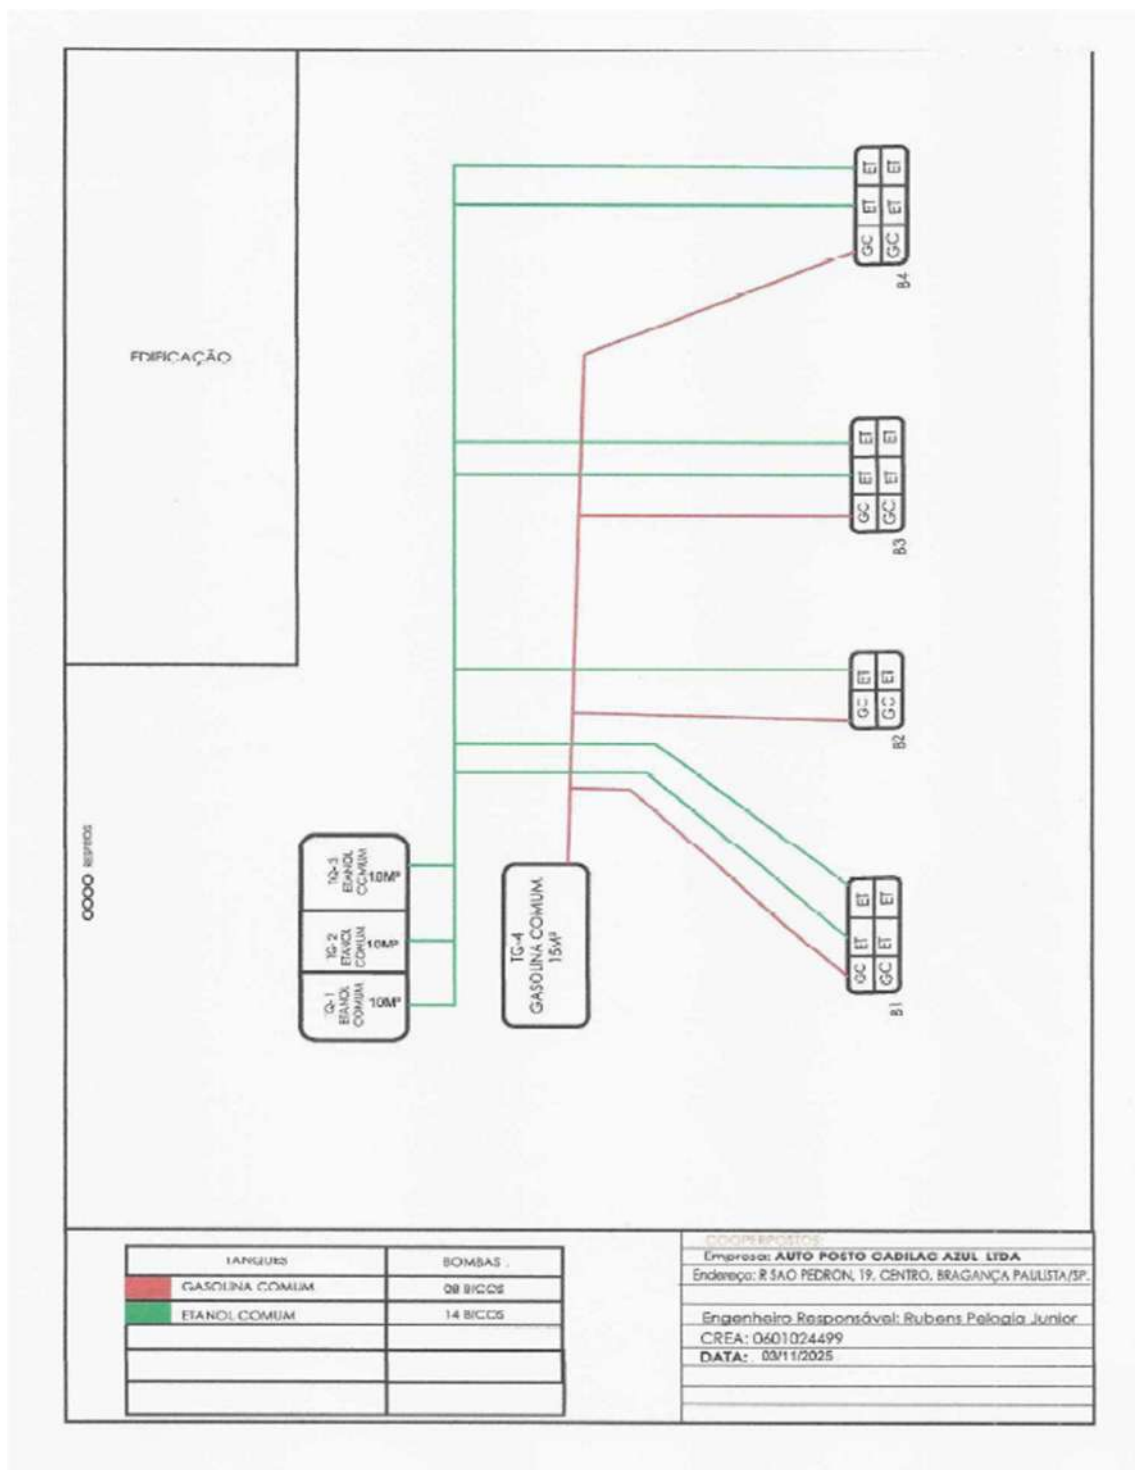 ET ET
ET ET
GC GC
B4
EDIFICAÇÃO
ET ET
ET ET
GC GC
B3
ET ET
GC GC
B2
OOOO RESPIROS
TQ-3
ETANOL
COMUM
10M³
TQ-2
ETANOL
COMUM
10M³
TQ-1
ETANOL
COMUM
10M³
TG-4
GASOLINA COMUM
15M³
ET ET
ET ET
GC GC
B1
TANQUES BOMBAS .
GASOLINA COMUM 08 BICOS
ETANOL COMUM 14 BICOS
COOPERPOSTOS
Empresa: AUTO POSTO CADILAC AZUL LTDA
Endereço: R SAO PEDRON, 19, CENTRO, BRAGANÇA PAULISTA/SP.
Engenheiro Responsável: Rubens Pelogia Junior
CREA: 0601024499
DATA: . 03/11/2025